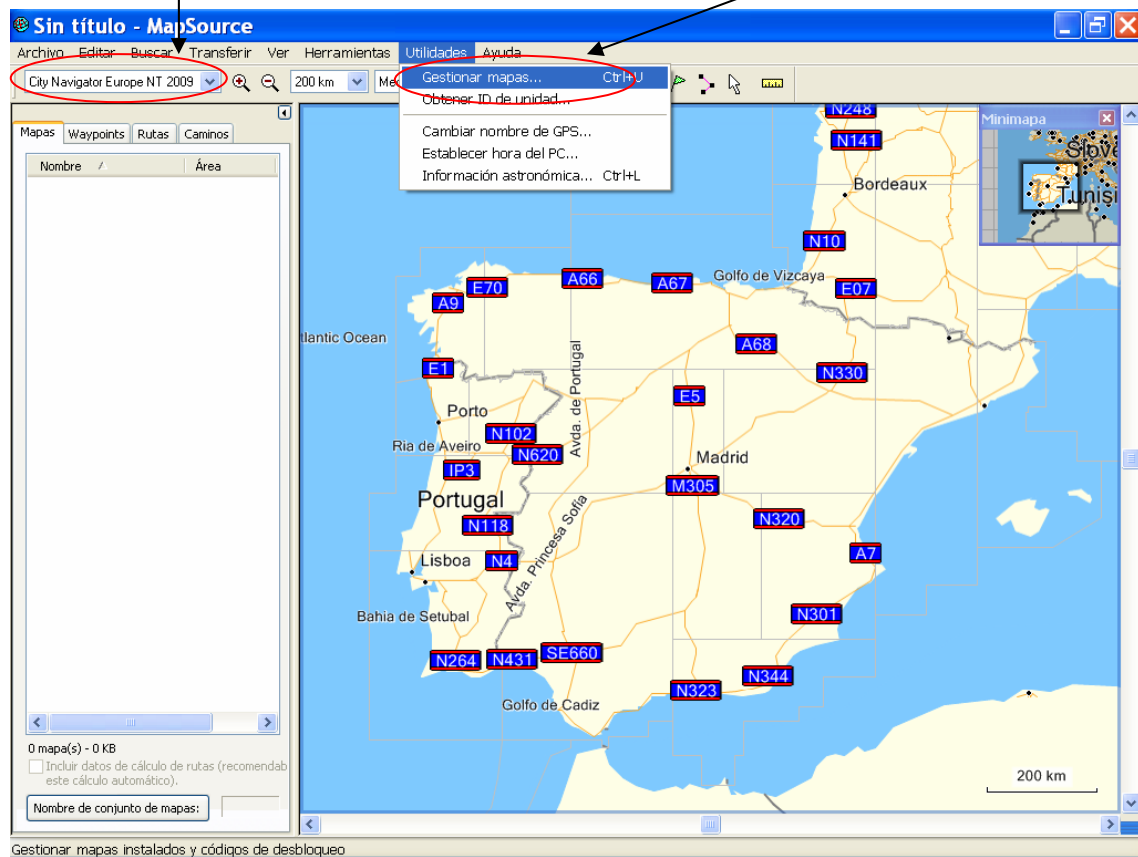 Sin título - MapSource
Archivo Editar Buscar Transferir Ver Herramientas Utilidades Ayuda
City Navigator Europe NT 2009 200 km Me
Gestionar mapas... Ctrl+U
Obtener ID de unidad...
Cambiar nombre de GPS...
Establecer hora del PC...
Información astronómica... Ctrl+L
Mapas Waypoints Rutas Caminos
Nombre Área
Minimapa
Slove
Tunisi
N248
N141
Bordeaux
N10
Golfo de Vizcaya
E07
A66
A67
E70
A9
tlantic Ocean
A68
E1
N330
Avda. de Portugal
E5
Porto
N102
Ria de Aveiro
N620
Madrid
IP3
M305
Portugal
N118
Avda. Princesa Sofía
N320
Lisboa
N4
A7
Bahia de Setubal
N301
N264
N431
SE660
N344
N323
Golfo de Cadiz
200 km
0 mapa(s) - 0 KB
Incluir datos de cálculo de rutas (recomendab
este cálculo automático).
Nombre de conjunto de mapas:
Gestionar mapas instalados y códigos de desbloqueo